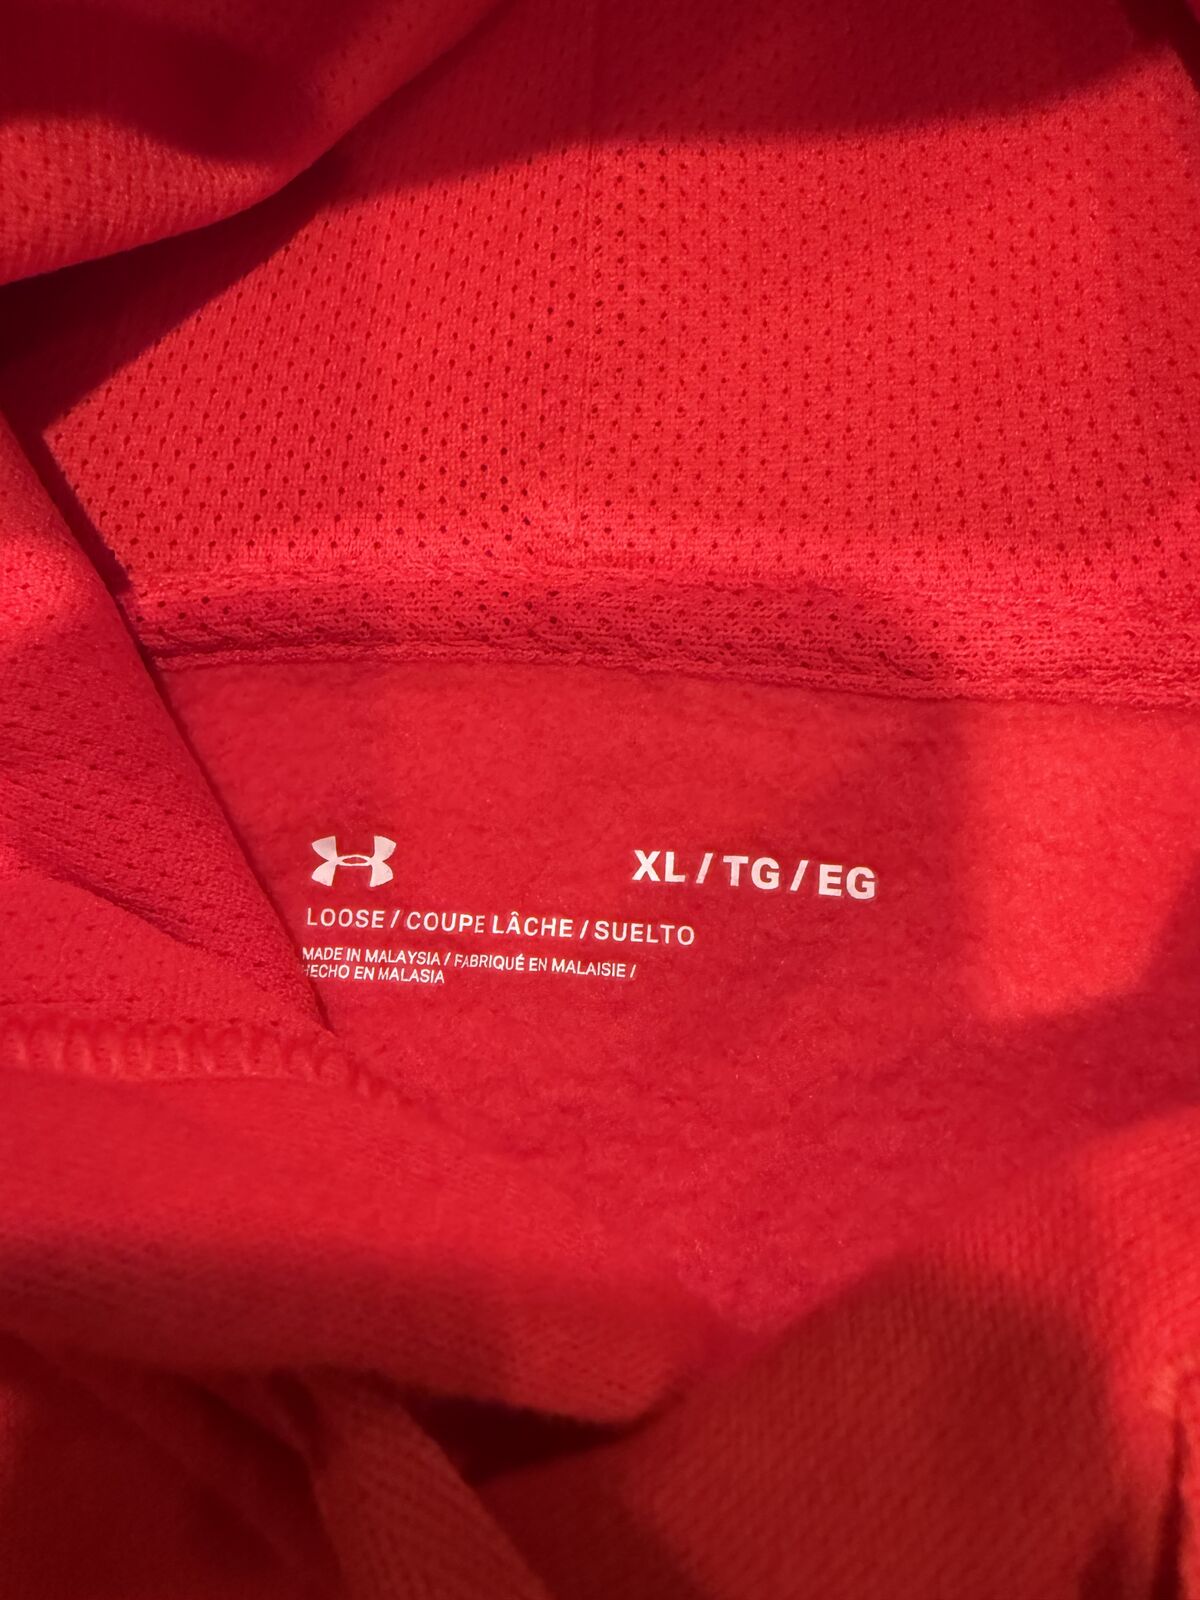 XL / TG / EG
LOOSE / COUPE LÂCHE / SUELTO
MADE IN MALAYSIA / FABRIQUÉ EN MALAISIE /
HECHO EN MALASIA